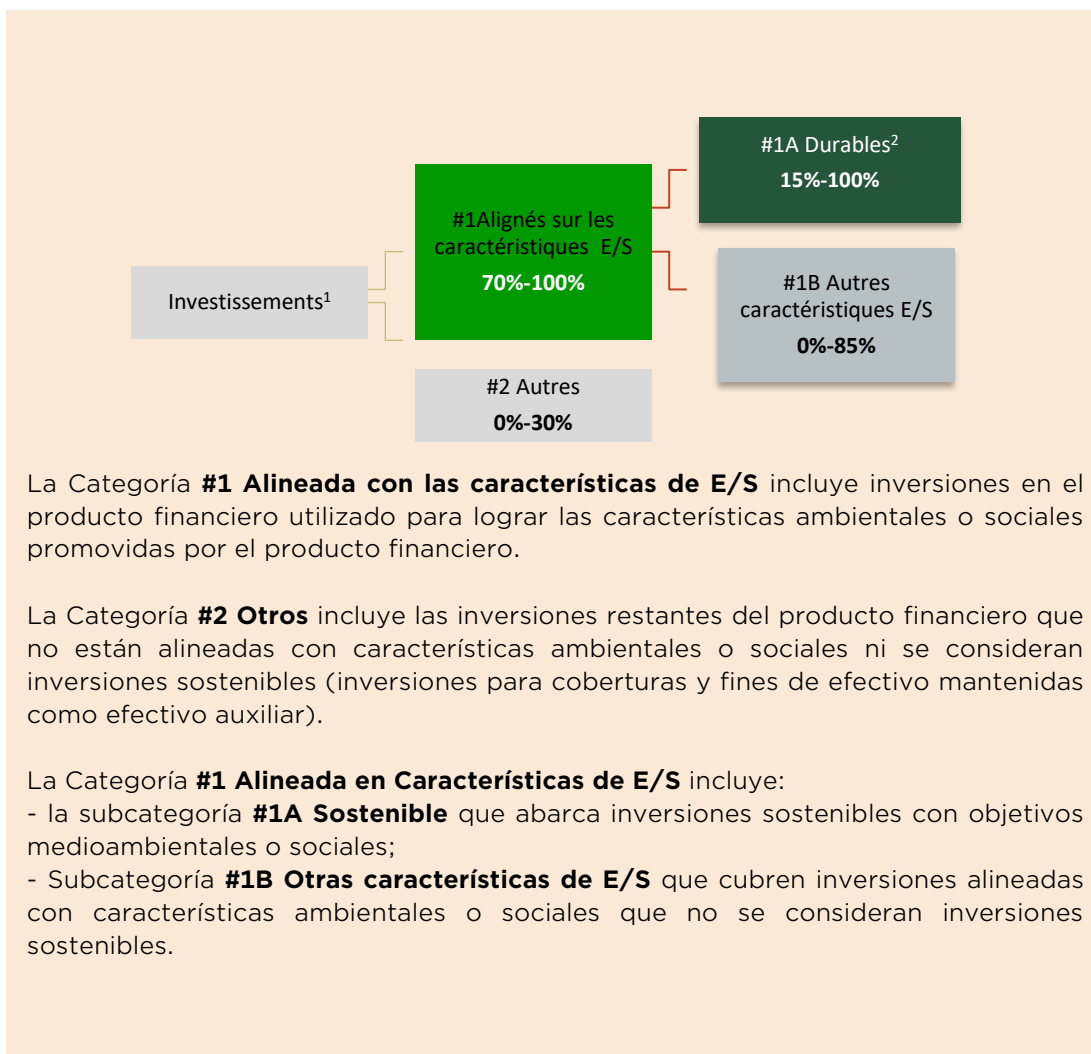 #1A Durables²
15%-100%
#1Alignés sur les
caractéristiques E/S
70%-100%
Investissements¹
#1B Autres
caractéristiques E/S
0%-85%
#2 Autres
0%-30%
La Categoría #1 Alineada con las características de E/S incluye inversiones en el
producto financiero utilizado para lograr las características ambientales o sociales
promovidas por el producto financiero.
La Categoría #2 Otros incluye las inversiones restantes del producto financiero que
no están alineadas con características ambientales o sociales ni se consideran
inversiones sostenibles (inversiones para coberturas y fines de efectivo mantenidas
como efectivo auxiliar).
La Categoría #1 Alineada en Características de E/S incluye:
- la subcategoría #1A Sostenible que abarca inversiones sostenibles con objetivos
medioambientales o sociales;
- Subcategoría #1B Otras características de E/S que cubren inversiones alineadas
con características ambientales o sociales que no se consideran inversiones
sostenibles.